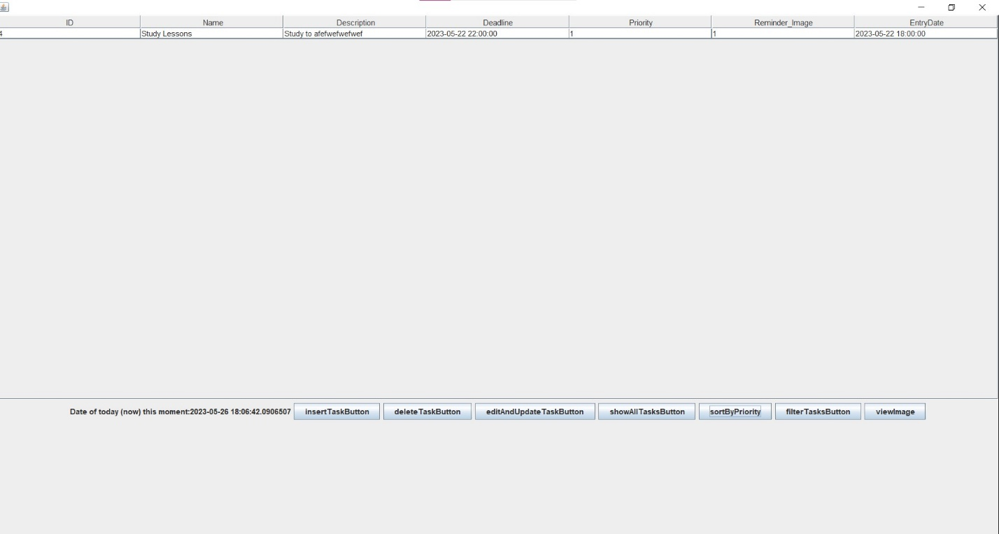 ID Name Description Deadline Priority Reminder_Image EntryDate
4 Study Lessons Study to afefwefwefwef 2023-05-22 22:00:00 1 1 2023-05-22 18:00:00
Date of today (now) this moment:2023-05-26 18:06:42.0906507 insertTaskButton deleteTaskButton editAndUpdateTaskButton showAllTasksButton sortByPriority filterTasksButton viewImage